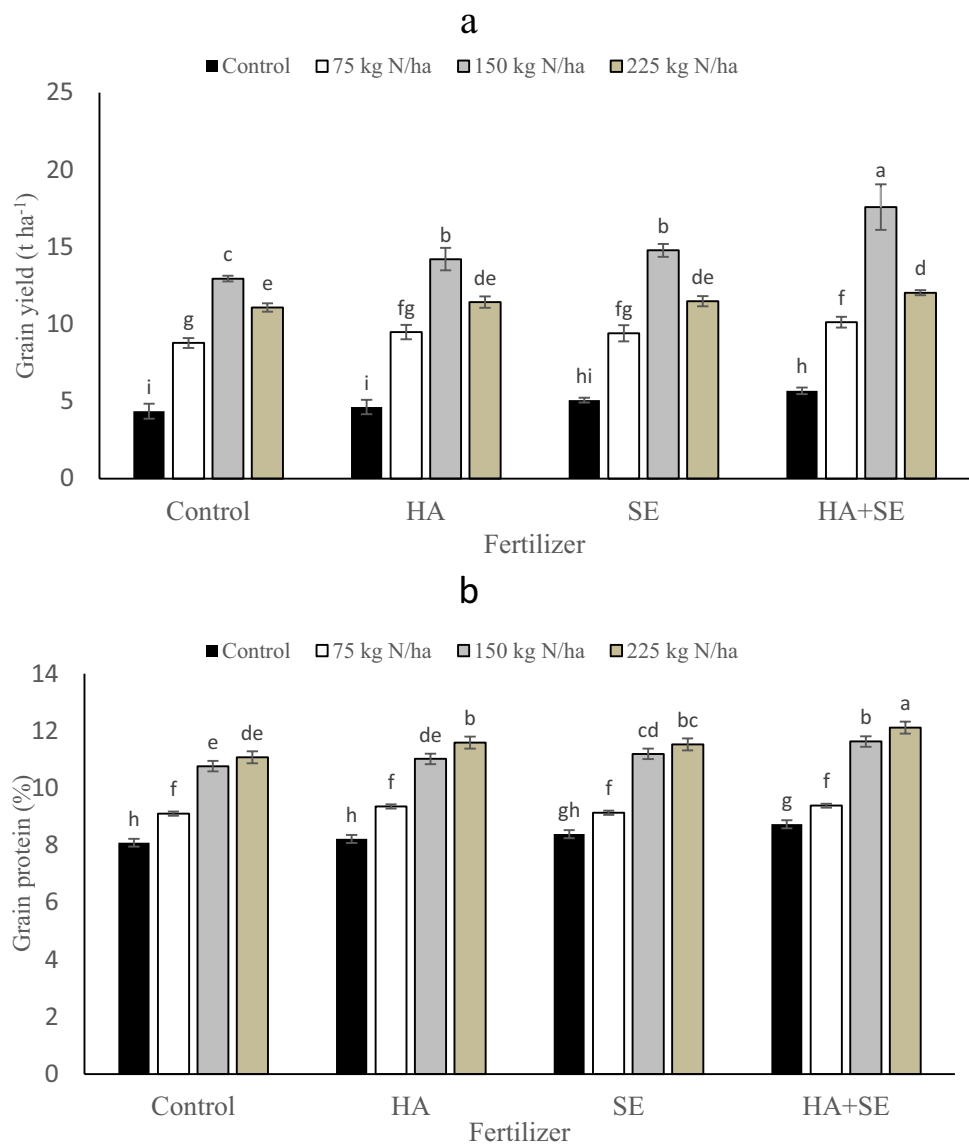 a
Control 75 kg N/ha 150 kg N/ha 225 kg N/ha
25
20
15
10
5
0
Grain yield (t ha⁻¹)
i g c e
i fg b de
hi fg b de
h f a d
Control HA SE HA+SE
Fertilizer
b
Control 75 kg N/ha 150 kg N/ha 225 kg N/ha
14
12
10
8
6
4
2
0
Grain protein (%)
h f e de
h f de b
gh f cd bc
g f b a
Control HA SE HA+SE
Fertilizer